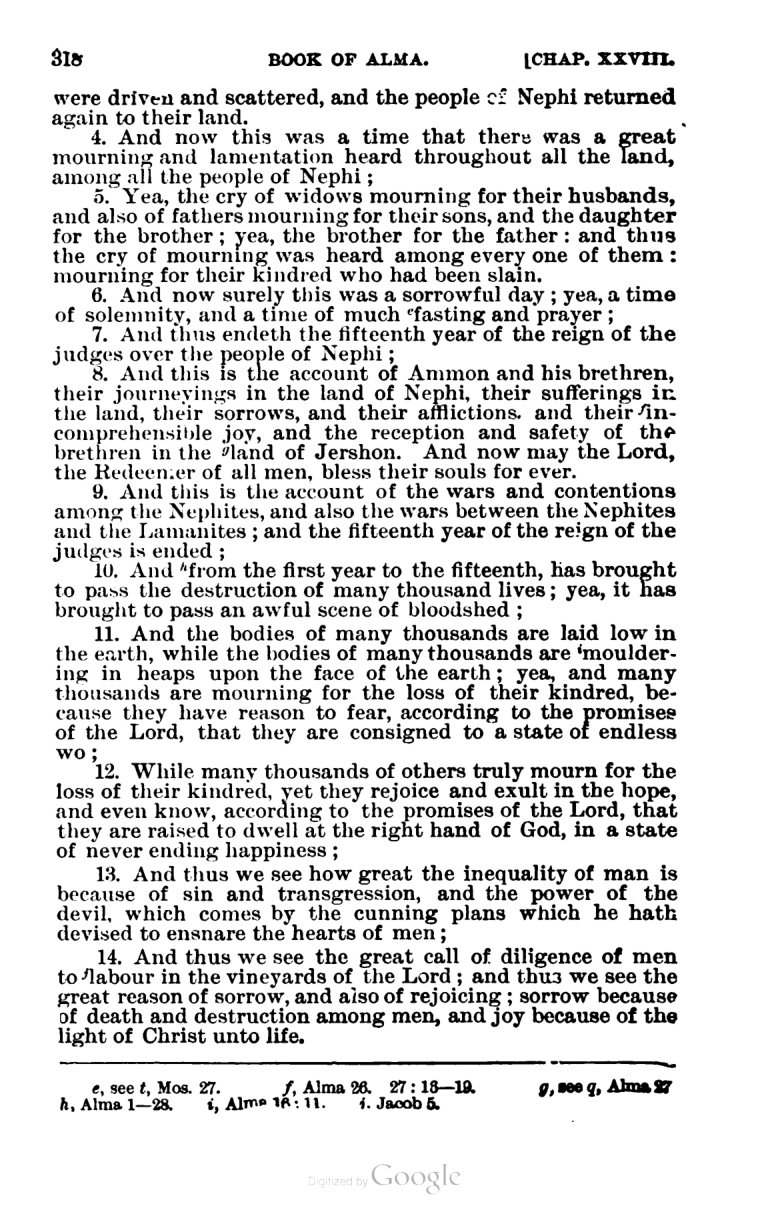 318 BOOK OF ALMA. [CHAP. XXVIII.
were driven and scattered, and the people of Nephi returned
again to their land.
4. And now this was a time that there was a great
mourning and lamentation heard throughout all the land,
among all the people of Nephi ;
5. Yea, the cry of widows mourning for their husbands,
and also of fathers mourning for their sons, and the daughter
for the brother ; yea, the brother for the father : and thus
the cry of mourning was heard among every one of them :
mourning for their kindred who had been slain.
6. And now surely this was a sorrowful day ; yea, a time
of solemnity, and a time of much ᵉfasting and prayer ;
7. And thus endeth the fifteenth year of the reign of the
judges over the people of Nephi ;
8. And this is the account of Ammon and his brethren,
their journeyings in the land of Nephi, their sufferings in
the land, their sorrows, and their afflictions. and their ᶠin-
comprehensible joy, and the reception and safety of the
brethren in the ᵍland of Jershon. And now may the Lord,
the Redeemer of all men, bless their souls for ever.
9. And this is the account of the wars and contentions
among the Nephites, and also the wars between the Nephites
and the Lamanites ; and the fifteenth year of the reign of the
judges is ended ;
10. And ʰfrom the first year to the fifteenth, has brought
to pass the destruction of many thousand lives ; yea, it has
brought to pass an awful scene of bloodshed ;
11. And the bodies of many thousands are laid low in
the earth, while the bodies of many thousands are ⁱmoulder-
ing in heaps upon the face of the earth ; yea, and many
thousands are mourning for the loss of their kindred, be-
cause they have reason to fear, according to the promises
of the Lord, that they are consigned to a state of endless
wo ;
12. While many thousands of others truly mourn for the
loss of their kindred, yet they rejoice and exult in the hope,
and even know, according to the promises of the Lord, that
they are raised to dwell at the right hand of God, in a state
of never ending happiness ;
13. And thus we see how great the inequality of man is
because of sin and transgression, and the power of the
devil, which comes by the cunning plans which he hath
devised to ensnare the hearts of men ;
14. And thus we see the great call of diligence of men
to ʲlabour in the vineyards of the Lord ; and thus we see the
great reason of sorrow, and also of rejoicing ; sorrow because
of death and destruction among men, and joy because of the
light of Christ unto life.
e, see t, Mos. 27. f, Alma 26. 27 : 16—19. g, see q, Alma 27
h, Alma 1—28. i, Alma 16 : 11. j. Jacob 5.
Digitized by Google